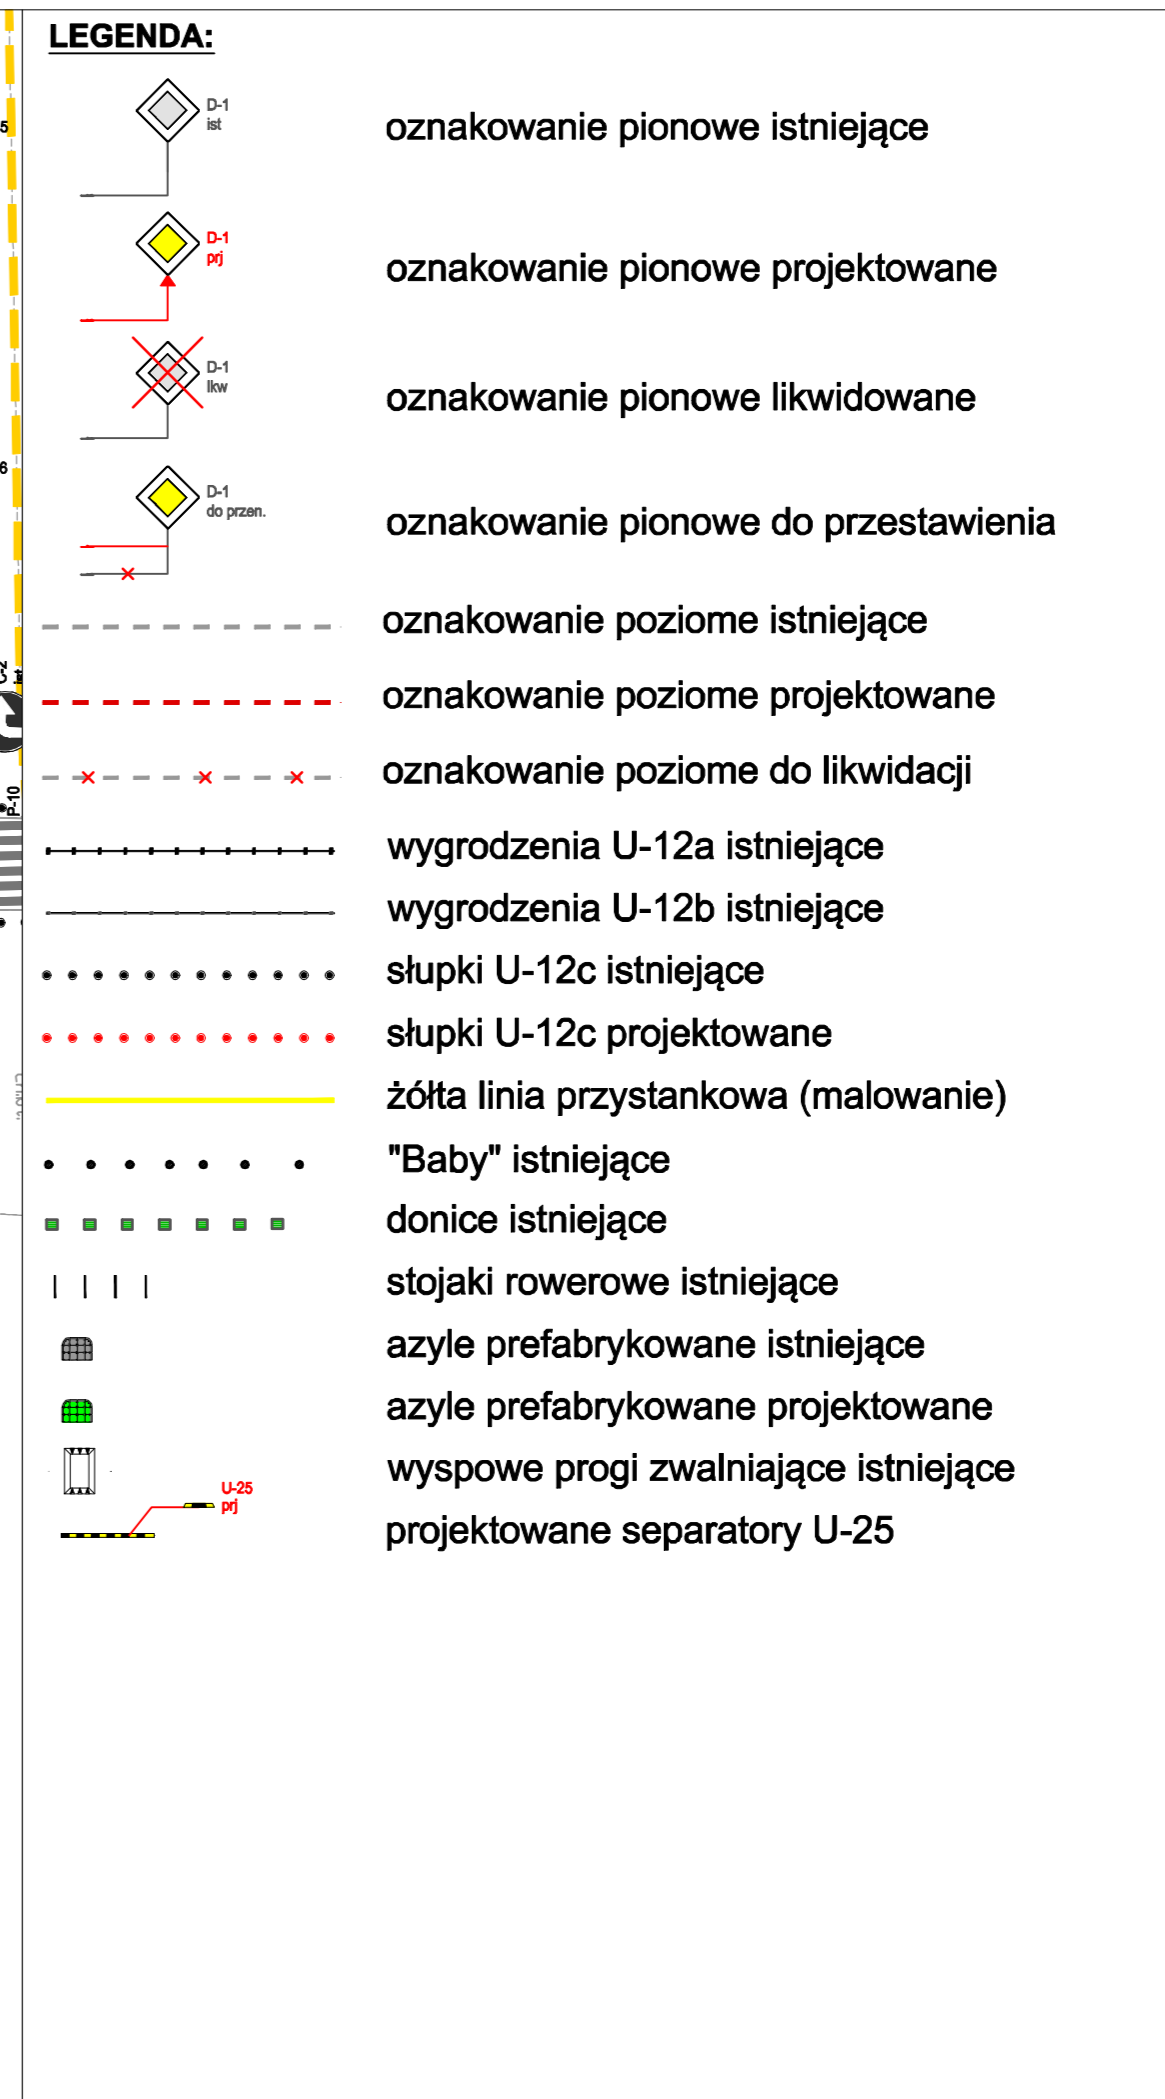 LEGENDA:
D-1
ist
oznakowanie pionowe istniejące
D-1
prj
oznakowanie pionowe projektowane
D-1
lkw
oznakowanie pionowe likwidowane
D-1
do przen.
oznakowanie pionowe do przestawienia
oznakowanie poziome istniejące
oznakowanie poziome projektowane
oznakowanie poziome do likwidacji
wygrodzenia U-12a istniejące
wygrodzenia U-12b istniejące
słupki U-12c istniejące
słupki U-12c projektowane
żółta linia przystankowa (malowanie)
"Baby" istniejące
donice istniejące
stojaki rowerowe istniejące
azyle prefabrykowane istniejące
azyle prefabrykowane projektowane
wyspowe progi zwalniające istniejące
U-25
prj
projektowane separatory U-25
5
6
P-10